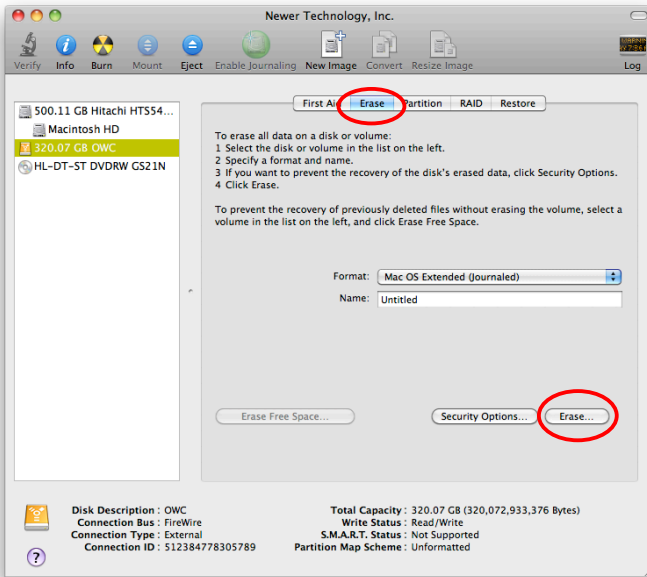 Newer Technology, Inc.
Verify Info Burn Mount Eject Enable Journaling New Image Convert Resize Image Log
500.11 GB Hitachi HTS54...
Macintosh HD
320.07 GB OWC
HL-DT-ST DVDRW GS21N
First Aid Erase Partition RAID Restore
To erase all data on a disk or volume:
1 Select the disk or volume in the list on the left.
2 Specify a format and name.
3 If you want to prevent the recovery of the disk's erased data, click Security Options.
4 Click Erase.
To prevent the recovery of previously deleted files without erasing the volume, select a
volume in the list on the left, and click Erase Free Space.
Format: Mac OS Extended (Journaled)
Name: Untitled
Erase Free Space... Security Options... Erase...
Disk Description : OWC
Connection Bus : FireWire
Connection Type : External
Connection ID : 512384778305789
Total Capacity : 320.07 GB (320,072,933,376 Bytes)
Write Status : Read/Write
S.M.A.R.T. Status : Not Supported
Partition Map Scheme : Unformatted
?